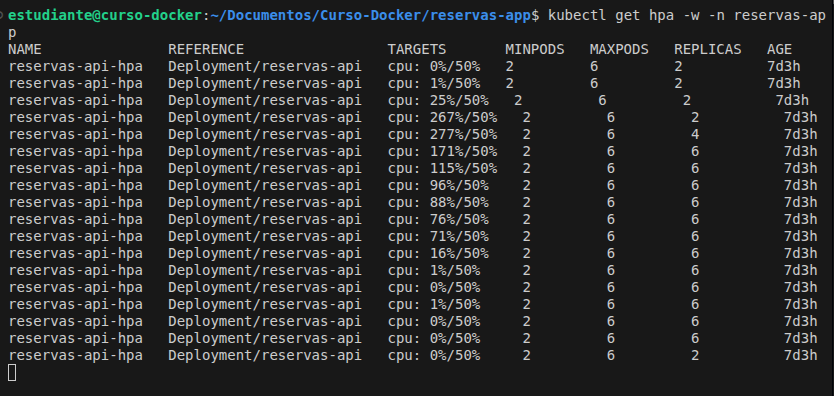 estudiante@curso-docker:~/Documentos/Curso-Docker/reservas-app$ kubectl get hpa -w -n reservas-ap
p
NAME REFERENCE TARGETS MINPODS MAXPODS REPLICAS AGE
reservas-api-hpa Deployment/reservas-api cpu: 0%/50% 2 6 2 7d3h
reservas-api-hpa Deployment/reservas-api cpu: 1%/50% 2 6 2 7d3h
reservas-api-hpa Deployment/reservas-api cpu: 25%/50% 2 6 2 7d3h
reservas-api-hpa Deployment/reservas-api cpu: 267%/50% 2 6 2 7d3h
reservas-api-hpa Deployment/reservas-api cpu: 277%/50% 2 6 4 7d3h
reservas-api-hpa Deployment/reservas-api cpu: 171%/50% 2 6 6 7d3h
reservas-api-hpa Deployment/reservas-api cpu: 115%/50% 2 6 6 7d3h
reservas-api-hpa Deployment/reservas-api cpu: 96%/50% 2 6 6 7d3h
reservas-api-hpa Deployment/reservas-api cpu: 88%/50% 2 6 6 7d3h
reservas-api-hpa Deployment/reservas-api cpu: 76%/50% 2 6 6 7d3h
reservas-api-hpa Deployment/reservas-api cpu: 71%/50% 2 6 6 7d3h
reservas-api-hpa Deployment/reservas-api cpu: 16%/50% 2 6 6 7d3h
reservas-api-hpa Deployment/reservas-api cpu: 1%/50% 2 6 6 7d3h
reservas-api-hpa Deployment/reservas-api cpu: 0%/50% 2 6 6 7d3h
reservas-api-hpa Deployment/reservas-api cpu: 1%/50% 2 6 6 7d3h
reservas-api-hpa Deployment/reservas-api cpu: 0%/50% 2 6 6 7d3h
reservas-api-hpa Deployment/reservas-api cpu: 0%/50% 2 6 6 7d3h
reservas-api-hpa Deployment/reservas-api cpu: 0%/50% 2 6 2 7d3h